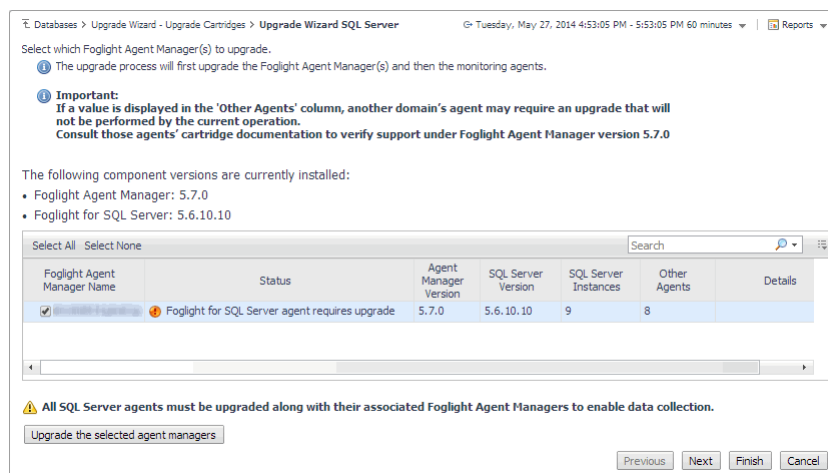 Databases > Upgrade Wizard - Upgrade Cartridges > Upgrade Wizard SQL Server
Tuesday, May 27, 2014 4:53:05 PM - 5:53:05 PM 60 minutes
Reports
Select which Foglight Agent Manager(s) to upgrade.
The upgrade process will first upgrade the Foglight Agent Manager(s) and then the monitoring agents.
Important:
If a value is displayed in the 'Other Agents' column, another domain's agent may require an upgrade that will
not be performed by the current operation.
Consult those agents' cartridge documentation to verify support under Foglight Agent Manager version 5.7.0
The following component versions are currently installed:
• Foglight Agent Manager: 5.7.0
• Foglight for SQL Server: 5.6.10.10
Select All Select None
Search
Foglight Agent Manager Name
Status
Agent Manager Version
SQL Server Version
SQL Server Instances
Other Agents
Details
Foglight for SQL Server agent requires upgrade 5.7.0 5.6.10.10 9 8
All SQL Server agents must be upgraded along with their associated Foglight Agent Managers to enable data collection.
Upgrade the selected agent managers
Previous Next Finish Cancel